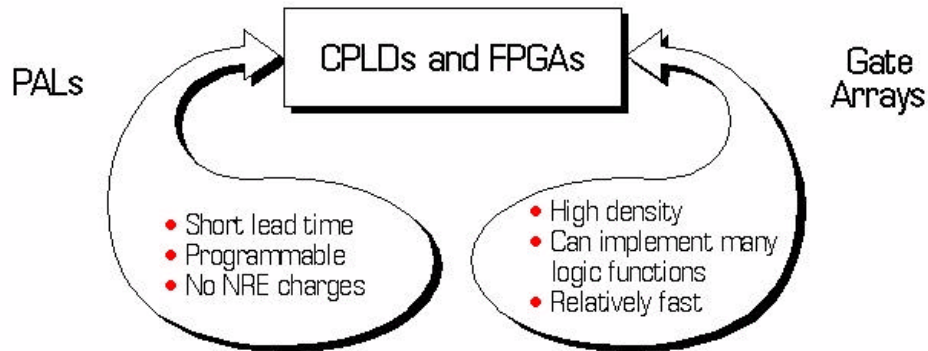 CPLDs and FPGAs
PALs
Gate
Arrays
• Short lead time
• Programmable
• No NRE charges
• High density
• Can implement many
logic functions
• Relatively fast